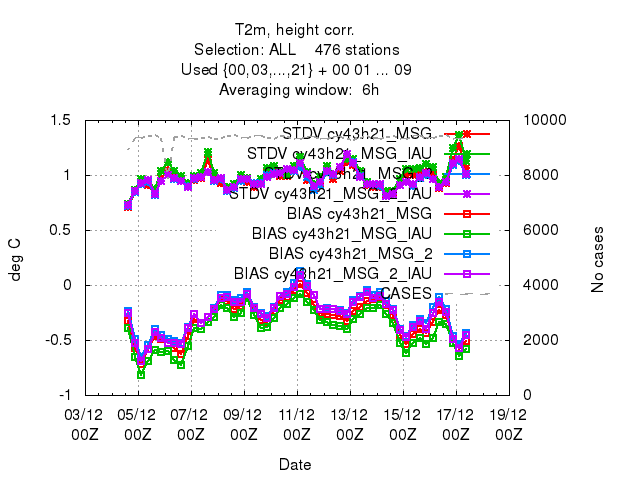 T2m, height corr.
Selection: ALL    476 stations
Used {00,03,...,21} + 00 01 ... 09
Averaging window:  6h
STDV cy43h21_MSG
STDV cy43h21_MSG_IAU
STDV cy43h21_MSG_2
STDV cy43h21_MSG_2_IAU
BIAS cy43h21_MSG
BIAS cy43h21_MSG_IAU
BIAS cy43h21_MSG_2
BIAS cy43h21_MSG_2_IAU
CASES
deg C
1.5
1
0.5
0
-0.5
-1
No cases
10000
8000
6000
4000
2000
0
03/12 05/12 07/12 09/12 11/12 13/12 15/12 17/12 19/12
00Z 00Z 00Z 00Z 00Z 00Z 00Z 00Z 00Z
Date